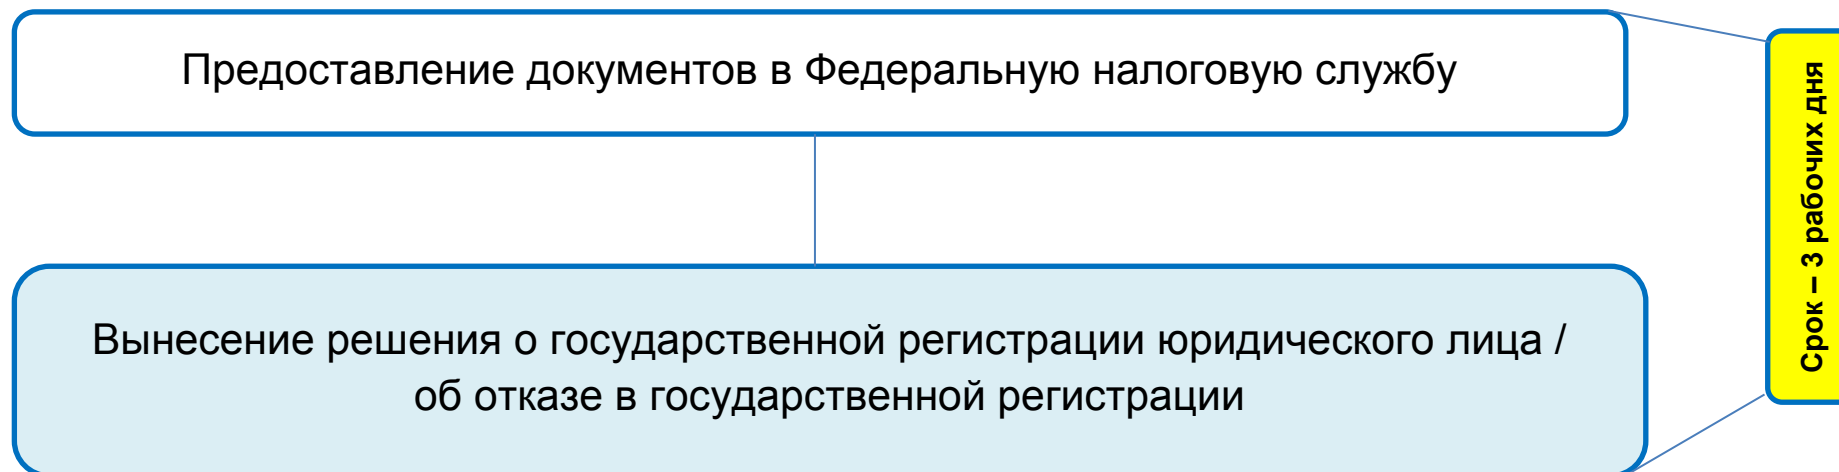 Предоставление документов в Федеральную налоговую службу
Вынесение решения о государственной регистрации юридического лица /
об отказе в государственной регистрации
Срок – 3 рабочих дня